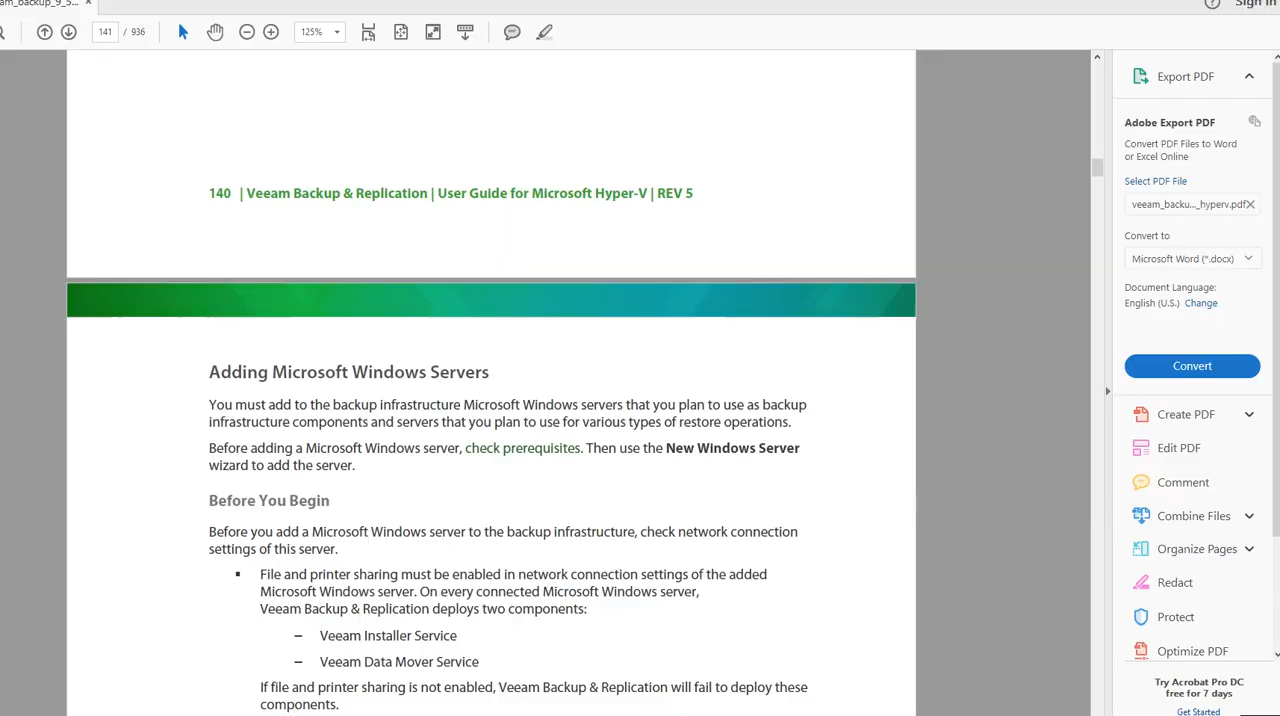 Sign In
141 / 936
125%
140 | Veeam Backup & Replication | User Guide for Microsoft Hyper-V | REV 5
Adding Microsoft Windows Servers
You must add to the backup infrastructure Microsoft Windows servers that you plan to use as backup
infrastructure components and servers that you plan to use for various types of restore operations.
Before adding a Microsoft Windows server, check prerequisites. Then use the New Windows Server
wizard to add the server.
Before You Begin
Before you add a Microsoft Windows server to the backup infrastructure, check network connection
settings of this server.
▪ File and printer sharing must be enabled in network connection settings of the added
Microsoft Windows server. On every connected Microsoft Windows server,
Veeam Backup & Replication deploys two components:
– Veeam Installer Service
– Veeam Data Mover Service
If file and printer sharing is not enabled, Veeam Backup & Replication will fail to deploy these
components.
Export PDF
Adobe Export PDF
Convert PDF Files to Word
or Excel Online
Select PDF File
veeam_backu..._hyperv.pdf
Convert to
Microsoft Word (*.docx)
Document Language:
English (U.S.) Change
Convert
Create PDF
Edit PDF
Comment
Combine Files
Organize Pages
Redact
Protect
Optimize PDF
Try Acrobat Pro DC
free for 7 days
Get Started